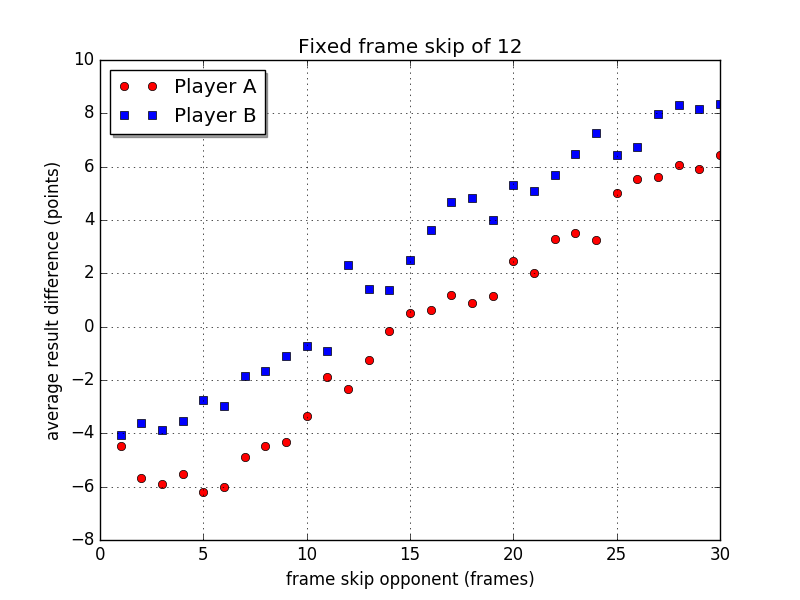 Fixed frame skip of 12
Player A
Player B
average result difference (points)
10
8
6
4
2
0
−2
−4
−6
−8
0 5 10 15 20 25 30
frame skip opponent (frames)